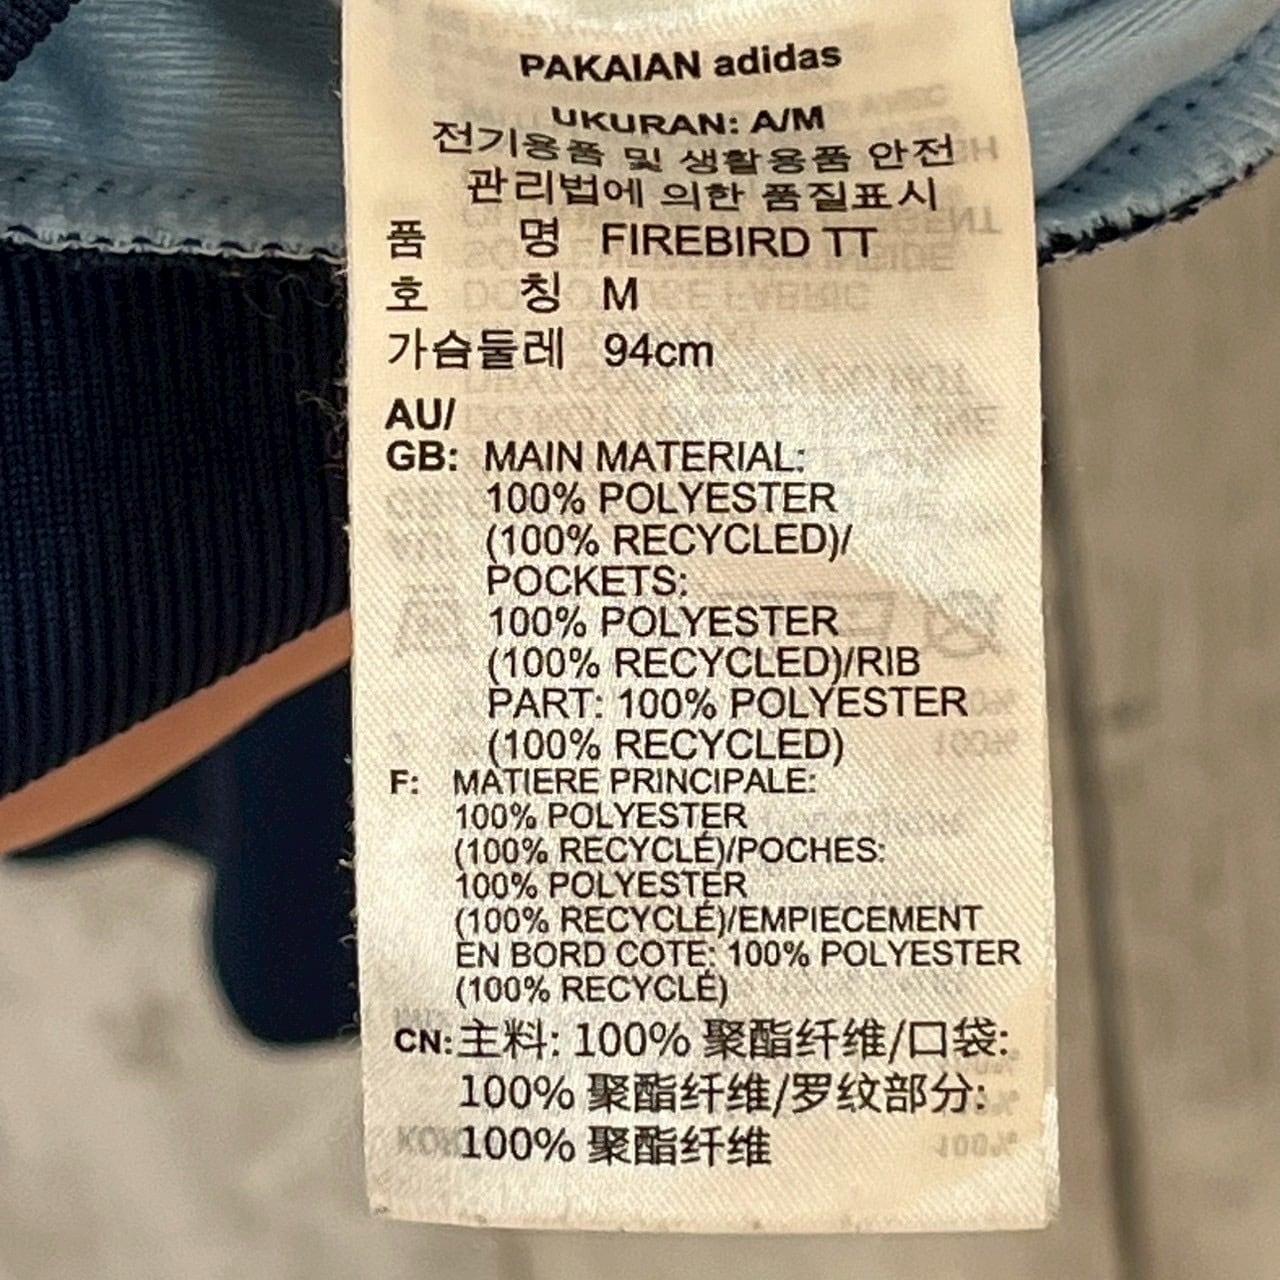 PAKAIAN adidas
UKURAN: A/M
전기용품 및 생활용품 안전
관리법에 의한 품질표시
품 명 FIREBIRD TT
호 칭 M
가슴둘레 94cm
AU/
GB: MAIN MATERIAL:
100% POLYESTER
(100% RECYCLED)/
POCKETS:
100% POLYESTER
(100% RECYCLED)/RIB
PART: 100% POLYESTER
(100% RECYCLED)
F: MATIERE PRINCIPALE:
100% POLYESTER
(100% RECYCLÉ)/POCHES:
100% POLYESTER
(100% RECYCLÉ)/EMPIECEMENT
EN BORD COTE: 100% POLYESTER
(100% RECYCLÉ)
CN: 主料: 100% 聚酯纤维/口袋:
100% 聚酯纤维/罗纹部分:
100% 聚酯纤维